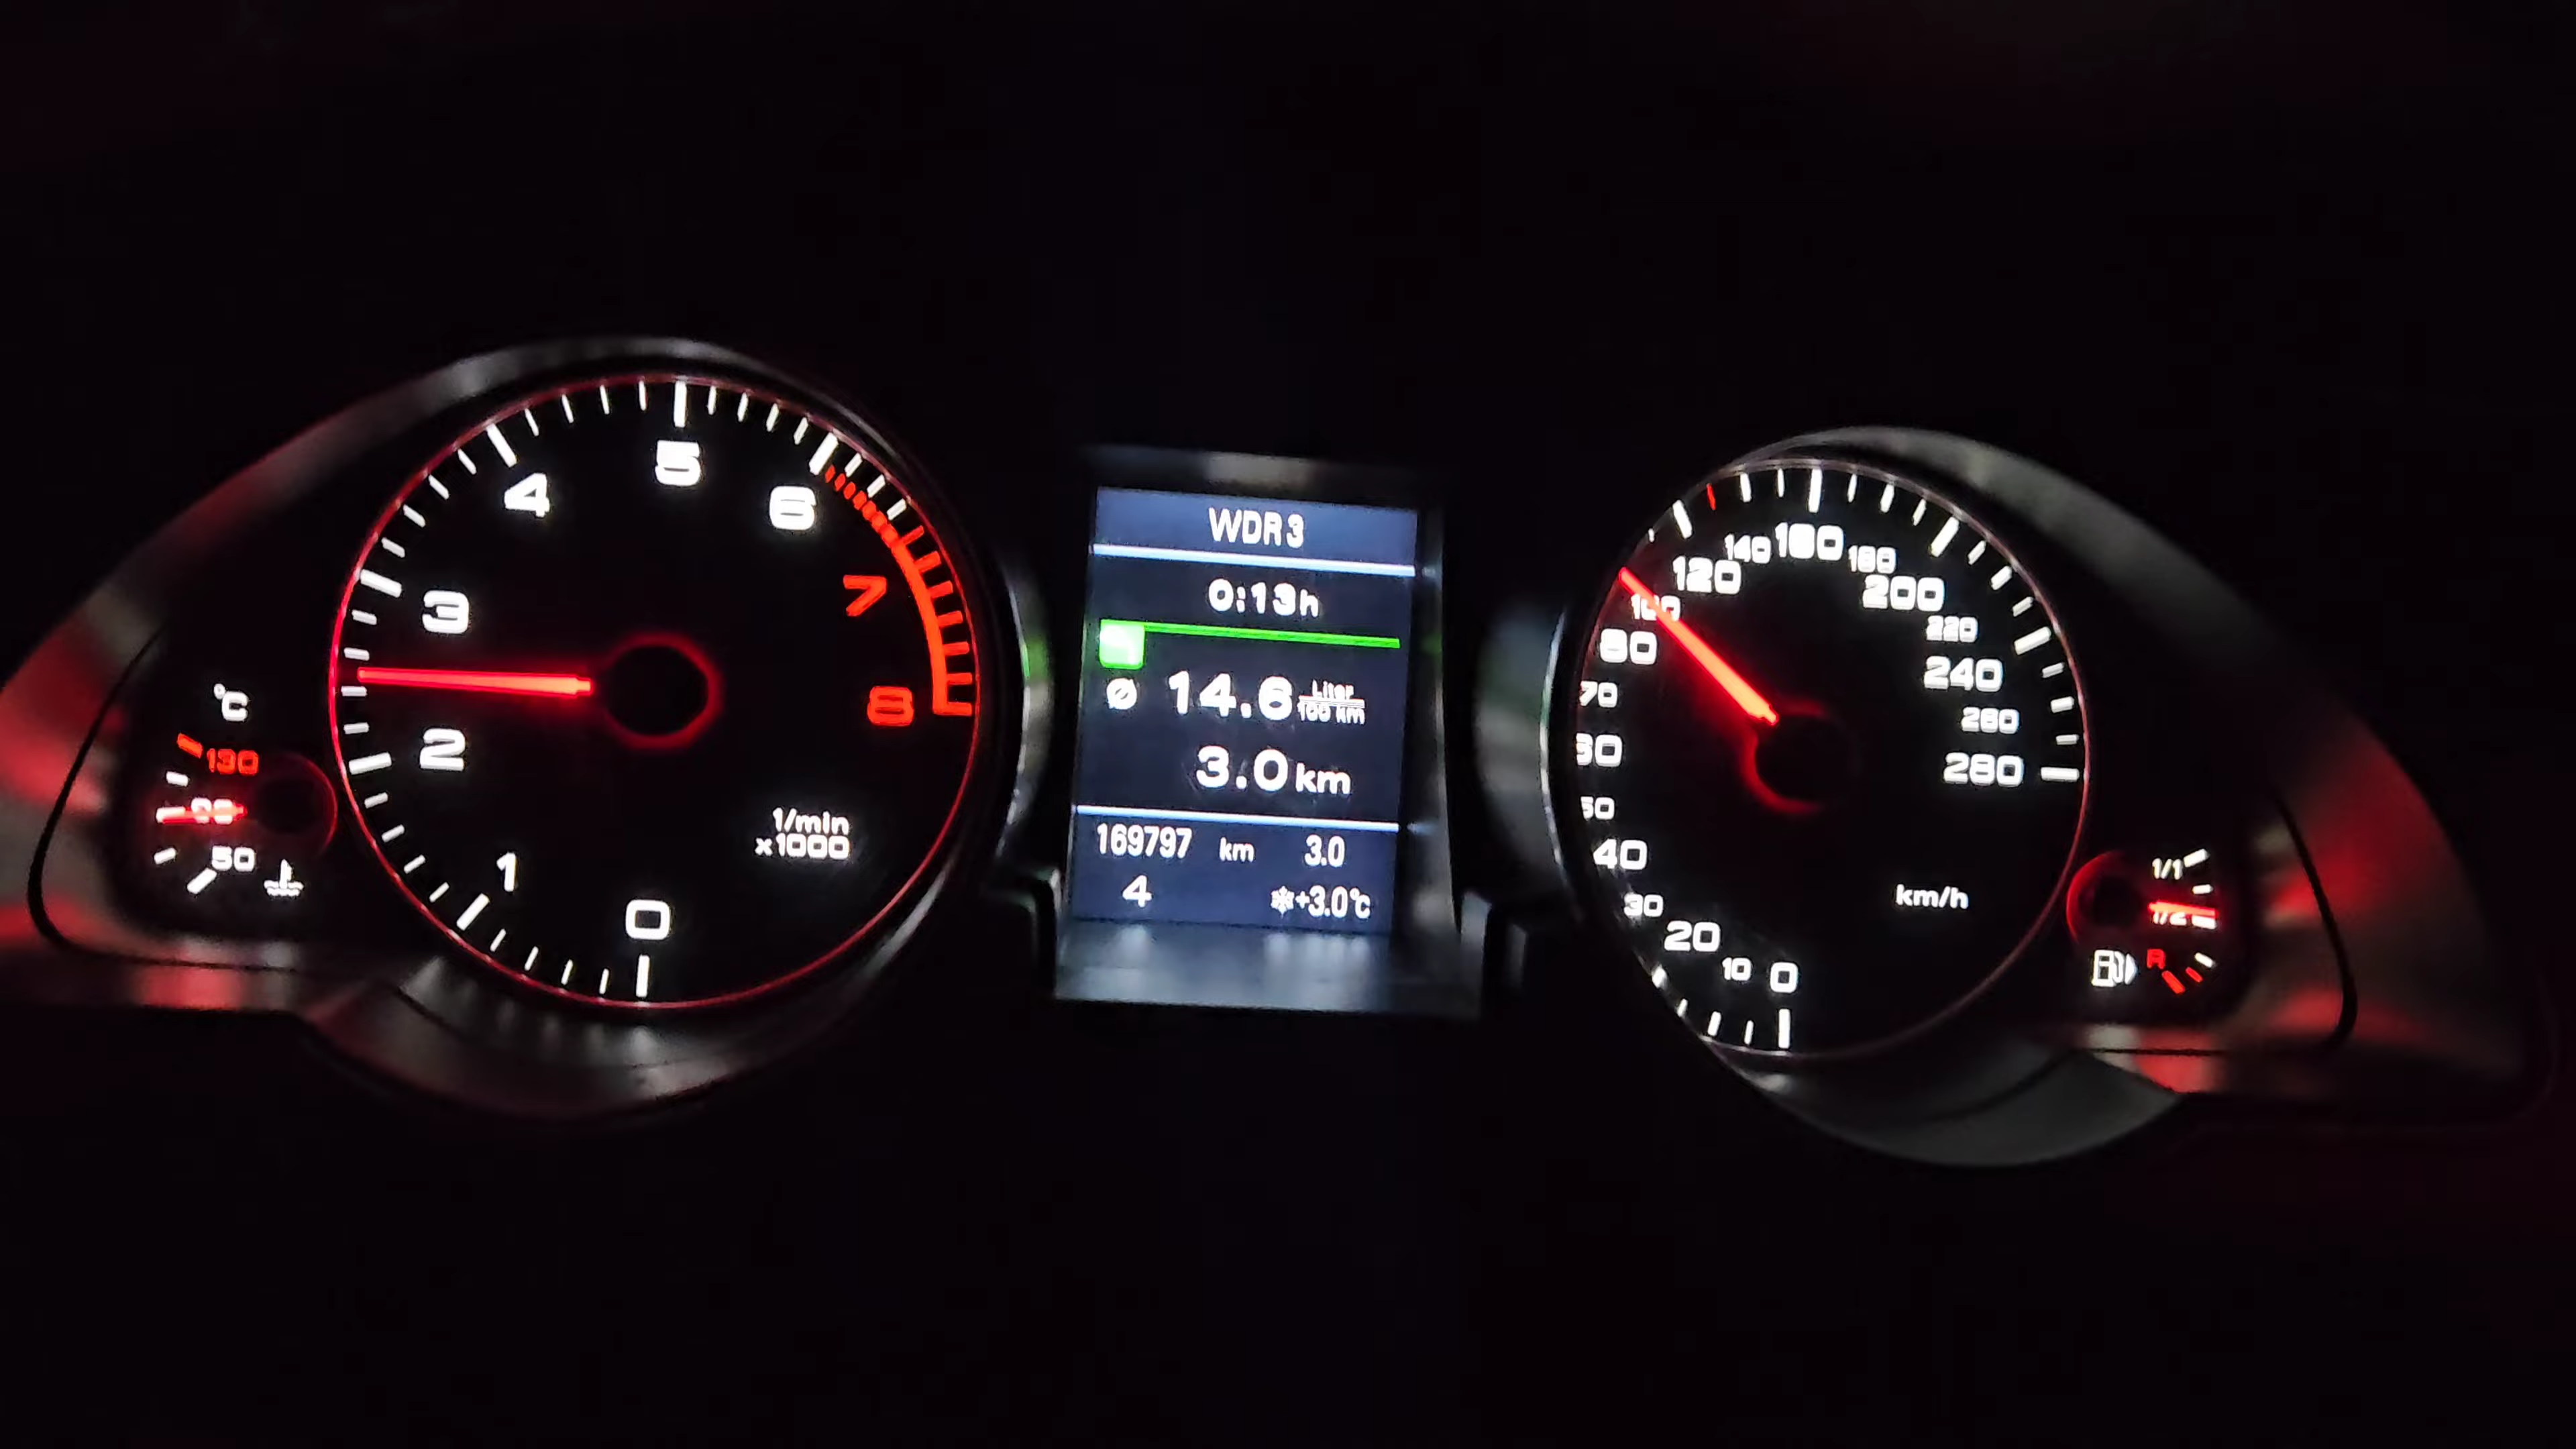 8
7
6
5
4
3
2
1
0
1/min
x1000
°C
130
90
50
WDR 3
0:13h
Ø 14.6 Liter
100 km
3.0 km
169797 km 3.0
4 +3.0°C
0
10
20
30
40
50
60
70
80
100
120
140
160
180
200
220
240
260
280
km/h
1/1
1/2
R